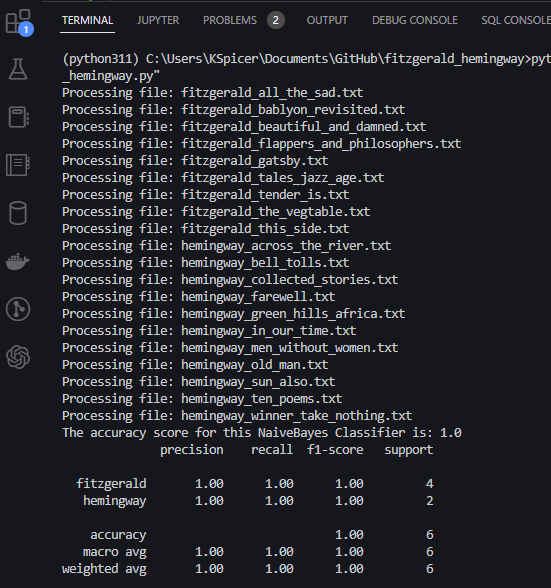 TERMINAL JUPYTER PROBLEMS 2 OUTPUT DEBUG CONSOLE SQL CONSOLE
1
(python311) C:\Users\KSpicer\Documents\GitHub\fitzgerald_hemingway>pyt
_hemingway.py"
Processing file: fitzgerald_all_the_sad.txt
Processing file: fitzgerald_bablyon_revisited.txt
Processing file: fitzgerald_beautiful_and_damned.txt
Processing file: fitzgerald_flappers_and_philosophers.txt
Processing file: fitzgerald_gatsby.txt
Processing file: fitzgerald_tales_jazz_age.txt
Processing file: fitzgerald_tender_is.txt
Processing file: fitzgerald_the_vegtable.txt
Processing file: fitzgerald_this_side.txt
Processing file: hemingway_across_the_river.txt
Processing file: hemingway_bell_tolls.txt
Processing file: hemingway_collected_stories.txt
Processing file: hemingway_farewell.txt
Processing file: hemingway_green_hills_africa.txt
Processing file: hemingway_in_our_time.txt
Processing file: hemingway_men_without_women.txt
Processing file: hemingway_old_man.txt
Processing file: hemingway_sun_also.txt
Processing file: hemingway_ten_poems.txt
Processing file: hemingway_winner_take_nothing.txt
The accuracy score for this NaiveBayes Classifier is: 1.0
precision recall f1-score support
fitzgerald 1.00 1.00 1.00 4
hemingway 1.00 1.00 1.00 2
accuracy 1.00 6
macro avg 1.00 1.00 1.00 6
weighted avg 1.00 1.00 1.00 6